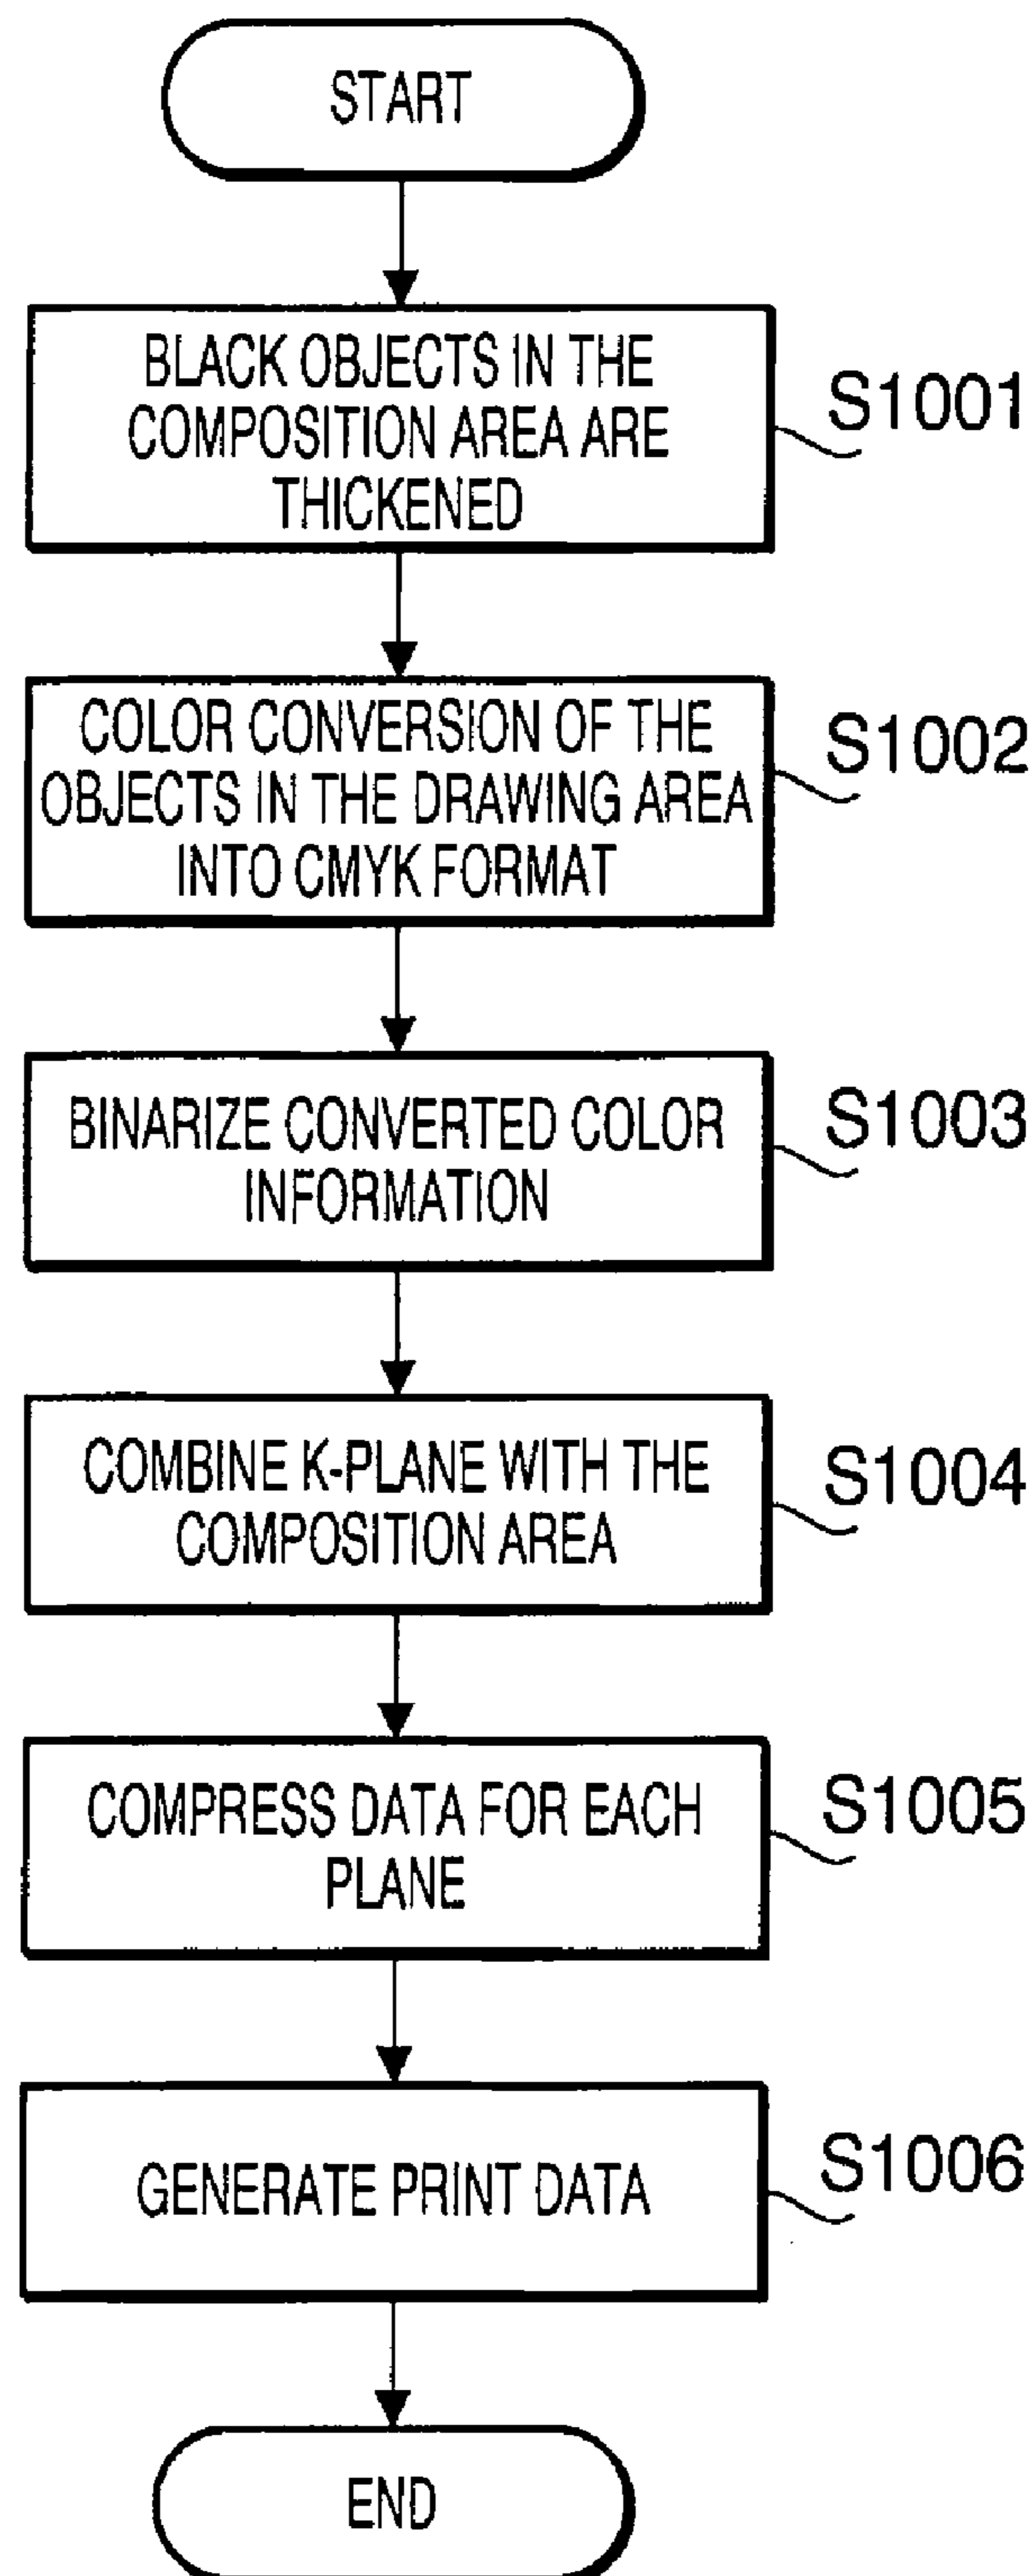 START
BLACK OBJECTS IN THE
COMPOSITION AREA ARE
THICKENED
S1001
COLOR CONVERSION OF THE
OBJECTS IN THE DRAWING AREA
INTO CMYK FORMAT
S1002
BINARIZE CONVERTED COLOR
INFORMATION
S1003
COMBINE K-PLANE WITH THE
COMPOSITION AREA
S1004
COMPRESS DATA FOR EACH
PLANE
S1005
GENERATE PRINT DATA
S1006
END